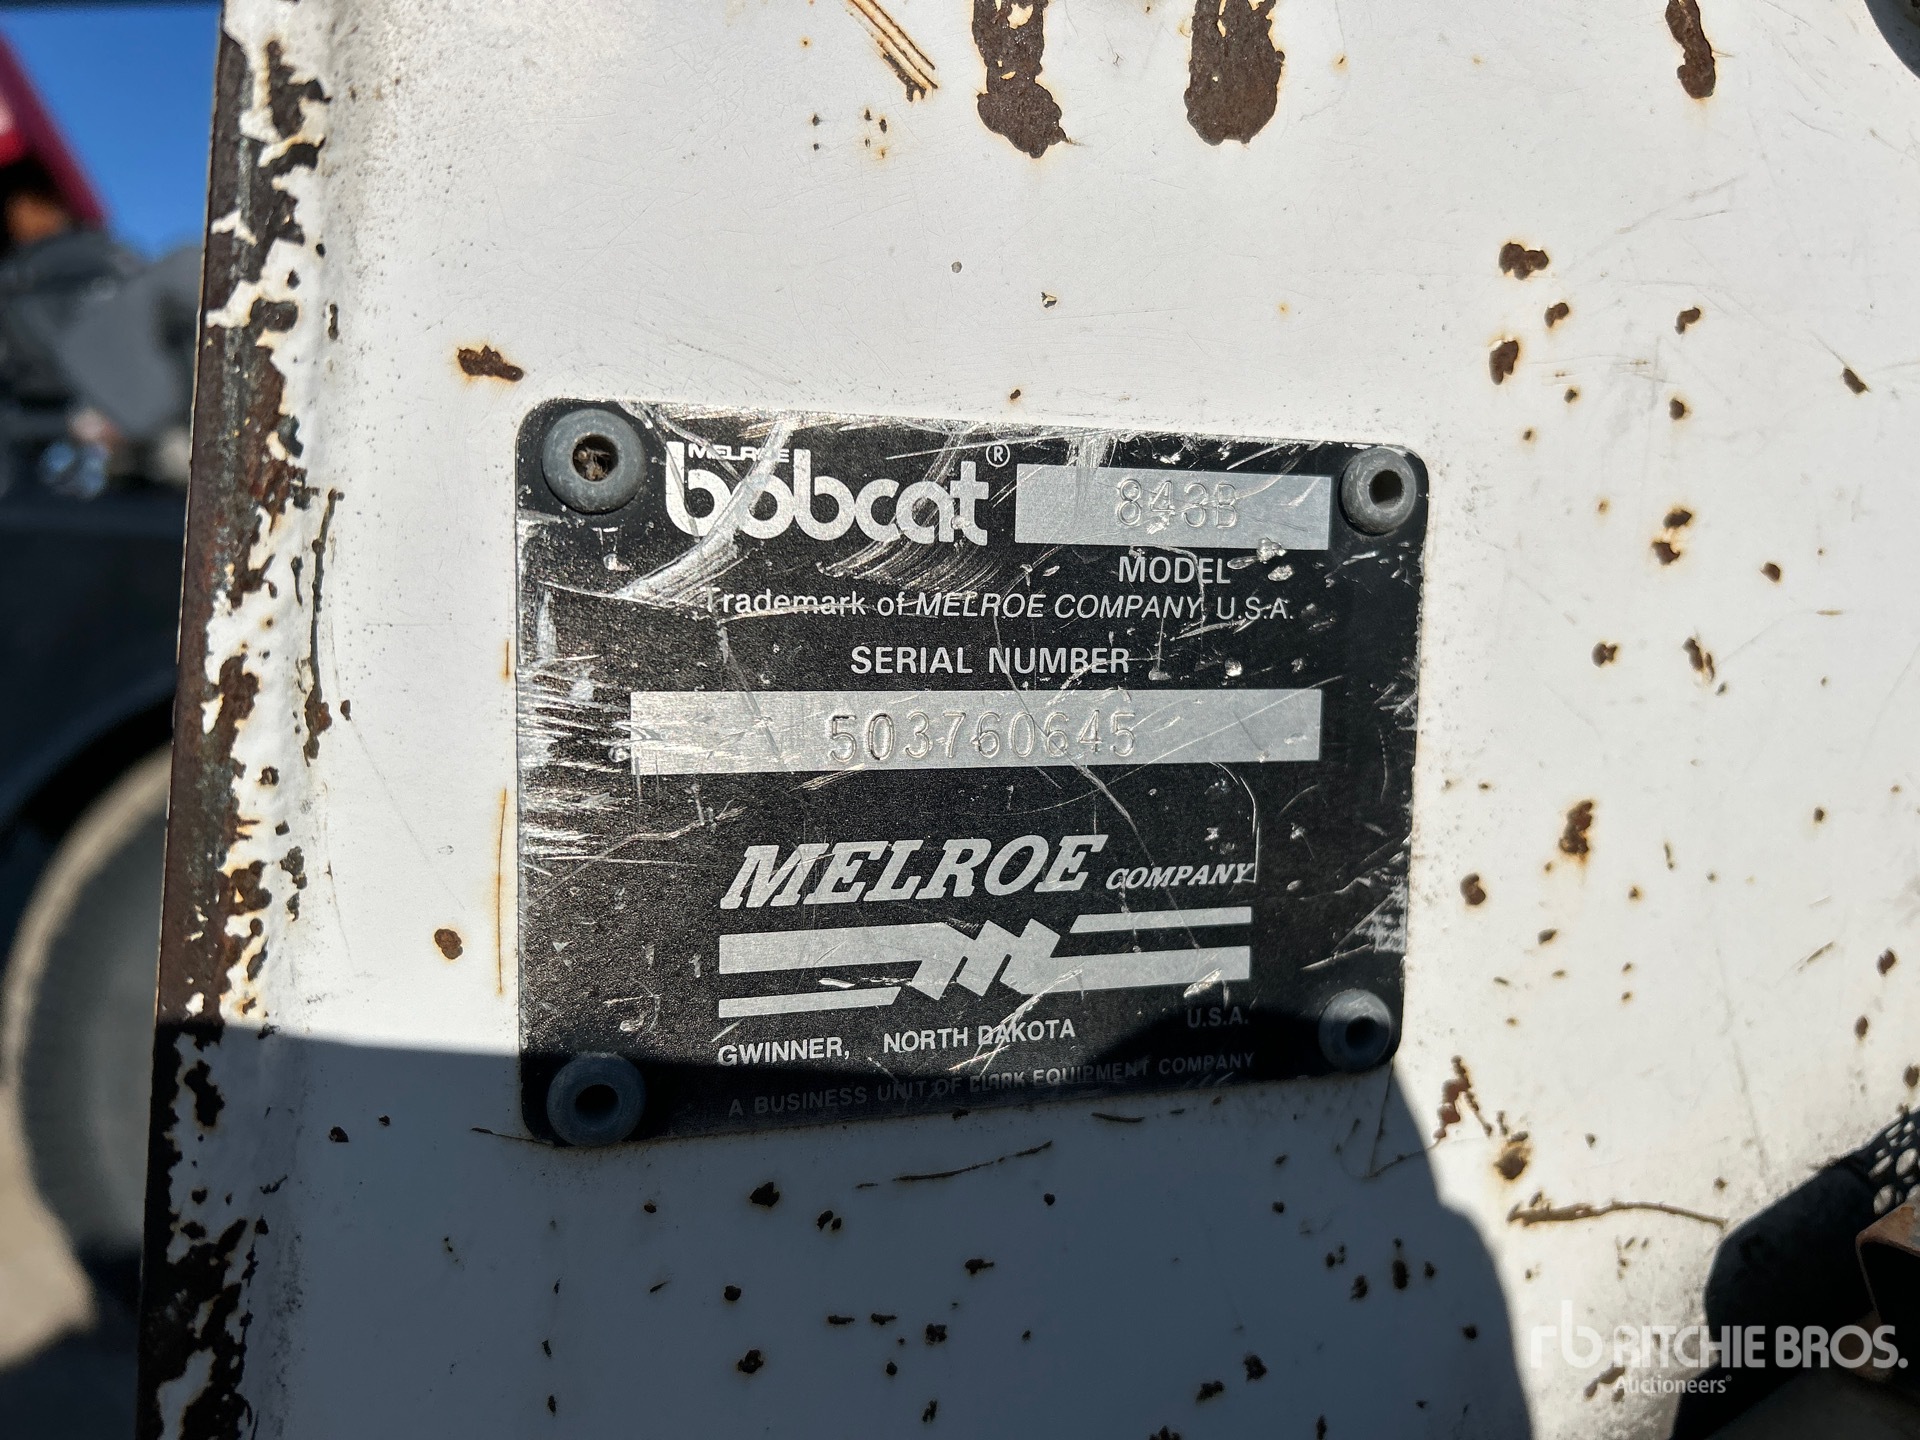 MELROE
bobcat® 843B
MODEL
Trademark of MELROE COMPANY, U.S.A.
SERIAL NUMBER
503760645
MELROE COMPANY
GWINNER, NORTH DAKOTA U.S.A.
A BUSINESS UNIT OF CLARK EQUIPMENT COMPANY
rb RITCHIE BROS.
Auctioneers®